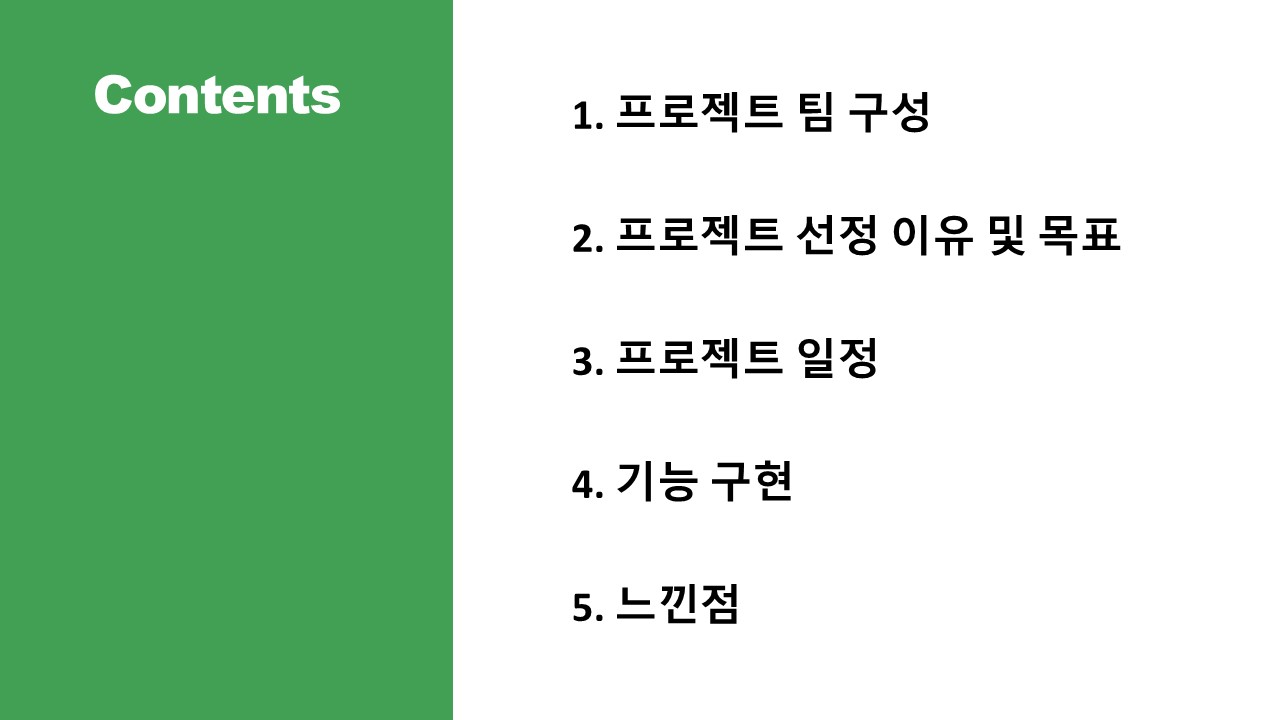 Contents
1. 프로젝트 팀 구성
2. 프로젝트 선정 이유 및 목표
3. 프로젝트 일정
4. 기능 구현
5. 느낀점